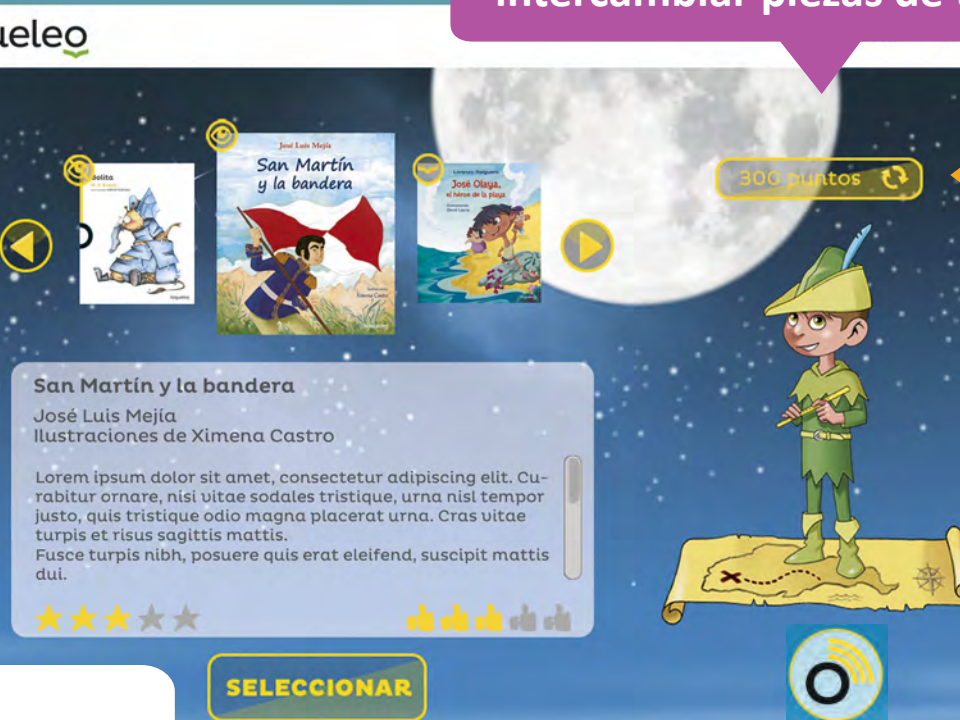 Intercambiar piezas de
ueleo
José Luis Mejía
San Martín
y la bandera
Lorenzo Helguero
José Olaya,
el héroe de la playa
300 puntos
San Martín y la bandera
José Luis Mejía
Ilustraciones de Ximena Castro
Lorem ipsum dolor sit amet, consectetur adipiscing elit. Cu-
rabitur ornare, nisi vitae sodales tristique, urna nisl tempor
justo, quis tristique odio magna placerat urna. Cras vitae
turpis et risus sagittis mattis.
Fusce turpis nibh, posuere quis erat eleifend, suscipit mattis
dui.
SELECCIONAR